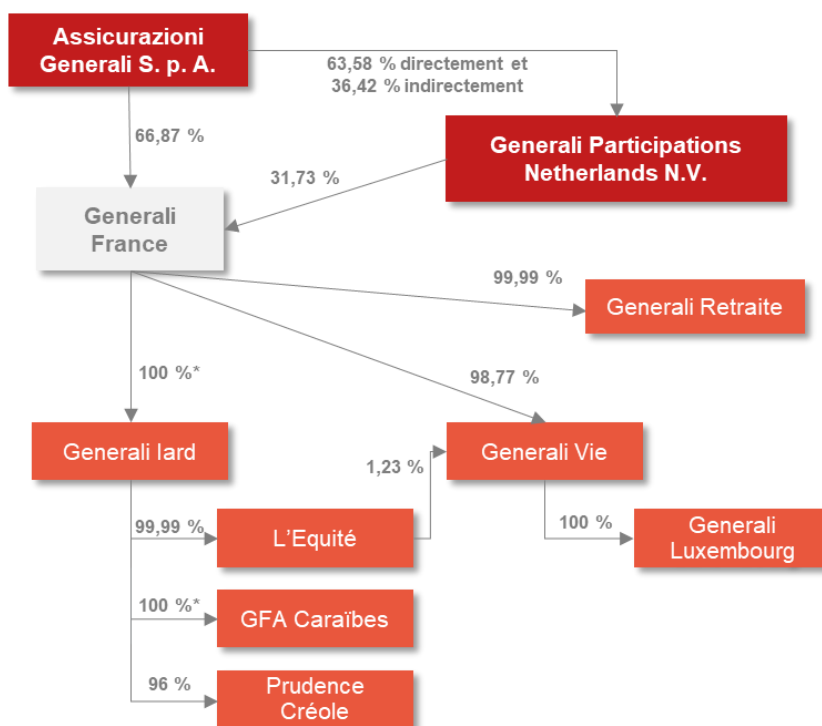 Assicurazioni
Generali S. p. A.
63,58 % directement et
36,42 % indirectement
66,87 %
Generali Participations
Netherlands N.V.
31,73 %
Generali
France
99,99 %
Generali Retraite
100 %*
98,77 %
Generali Iard
1,23 %
Generali Vie
99,99 %
L'Equité
100 %
Generali
Luxembourg
100 %*
GFA Caraïbes
96 %
Prudence
Créole